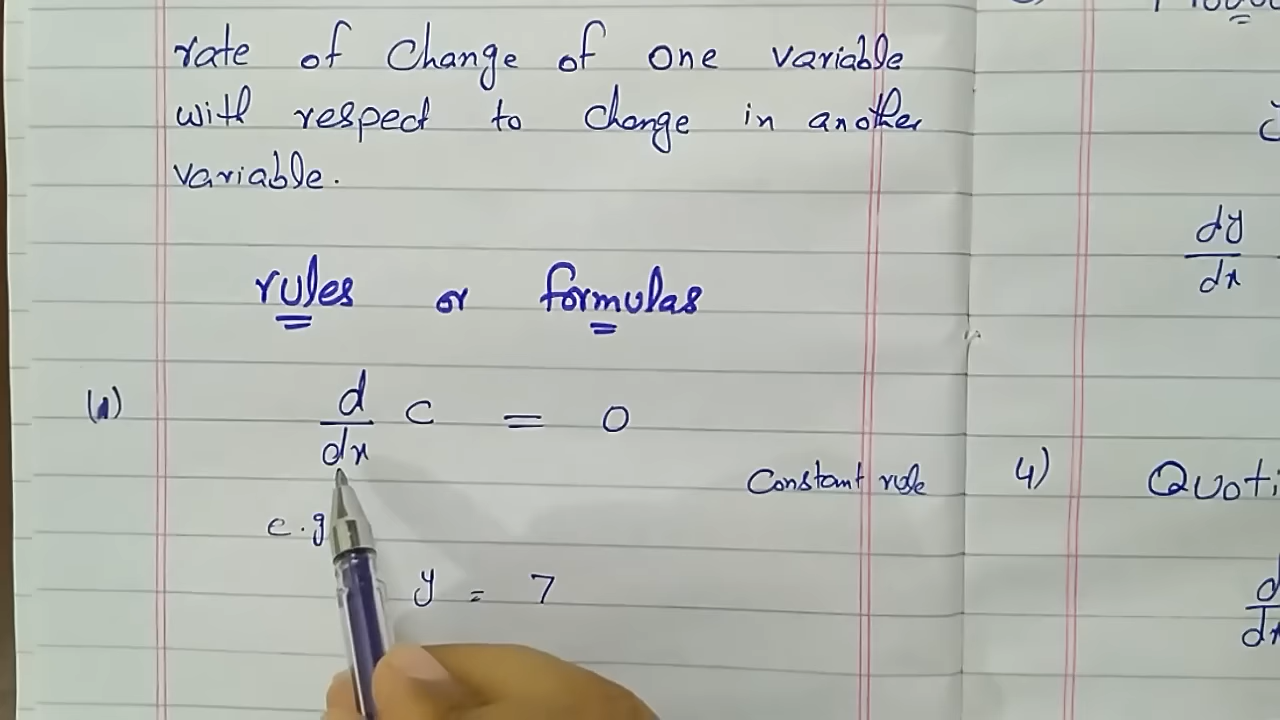 rate of Change of one variable
with respect to change in another
variable.
rules or formulas
(1)
d/dx c = 0
Constant rule
e.g
y = 7
dy/dx
4) Quoti
d/dx